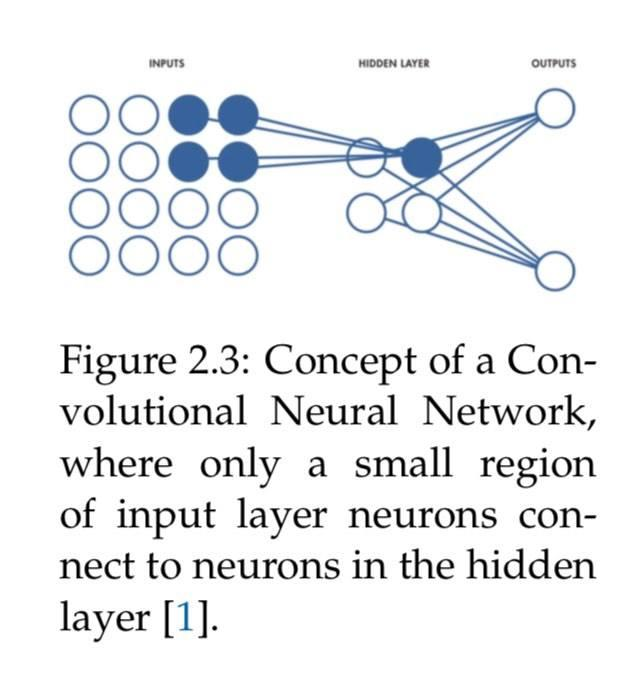 INPUTS HIDDEN LAYER OUTPUTS
Figure 2.3: Concept of a Con-
volutional Neural Network,
where only a small region
of input layer neurons con-
nect to neurons in the hidden
layer [1].